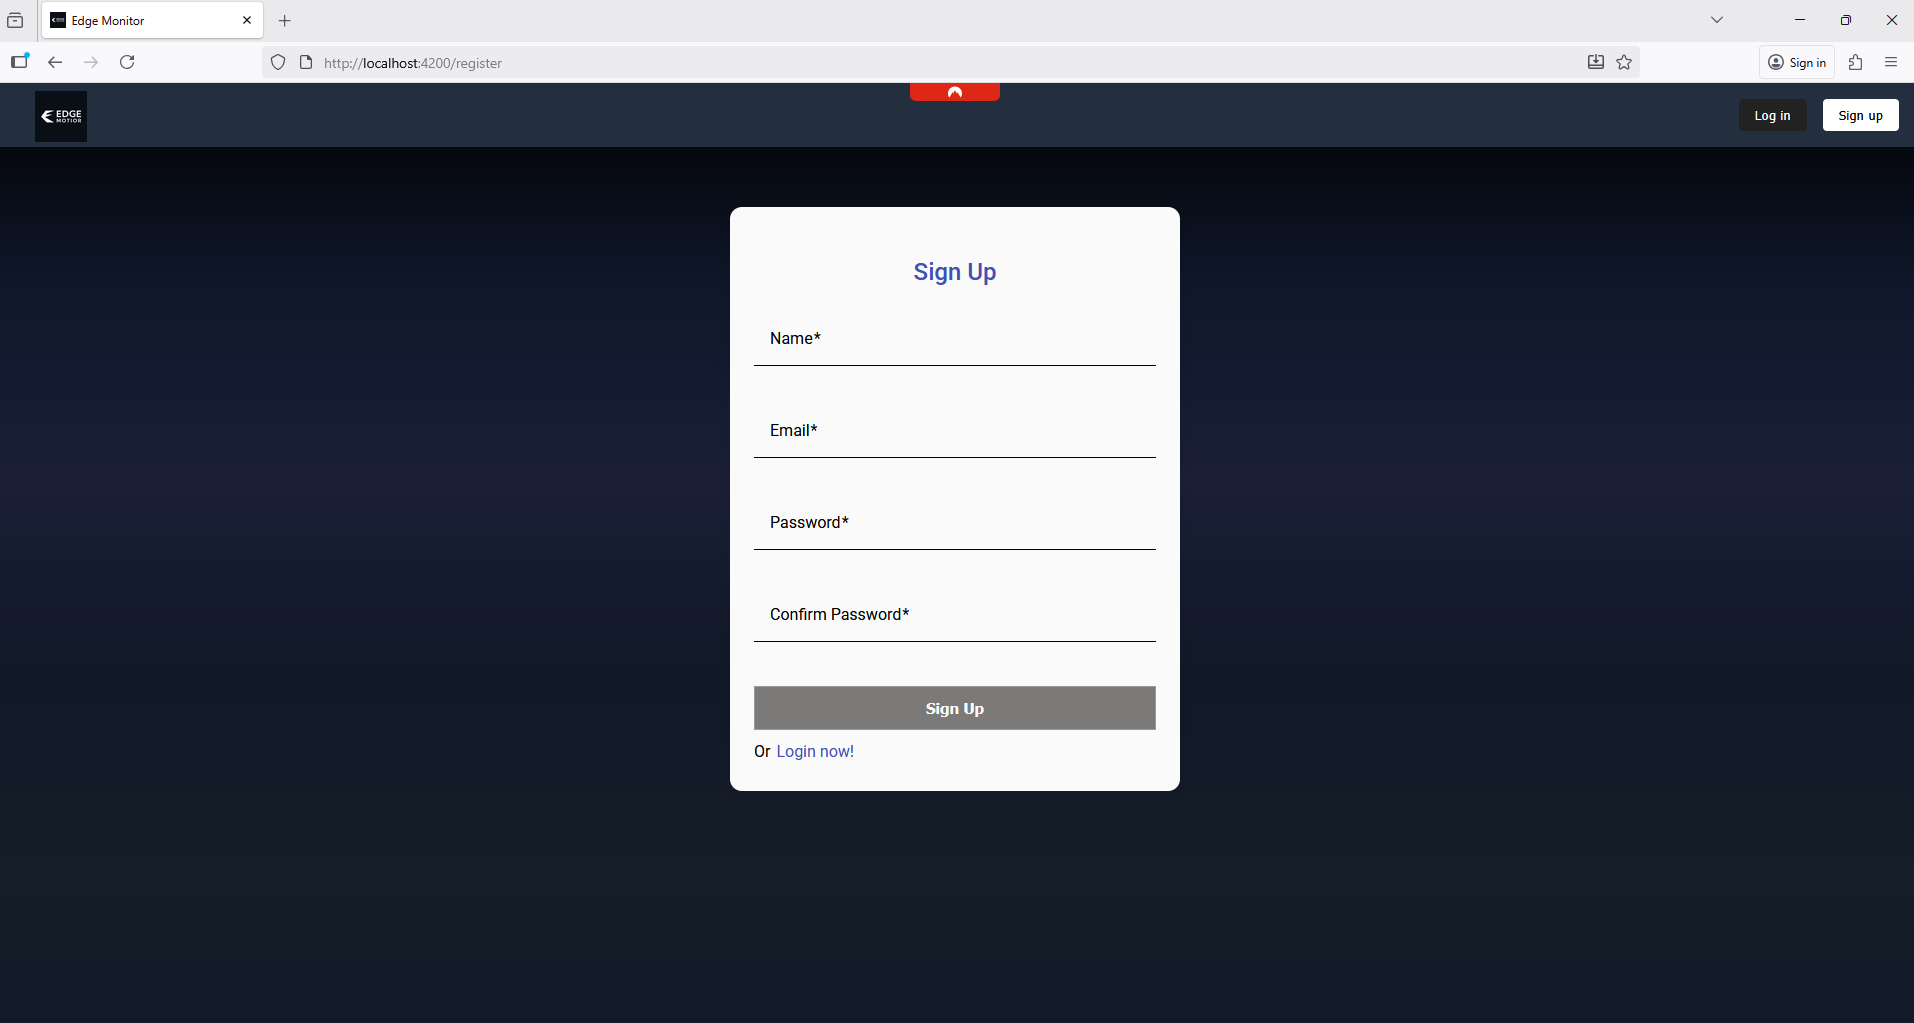 Edge Monitor
http://localhost:4200/register
Sign in
EDGE
MOTIOR
Log in
Sign up
Sign Up
Name*
Email*
Password*
Confirm Password*
Sign Up
Or Login now!